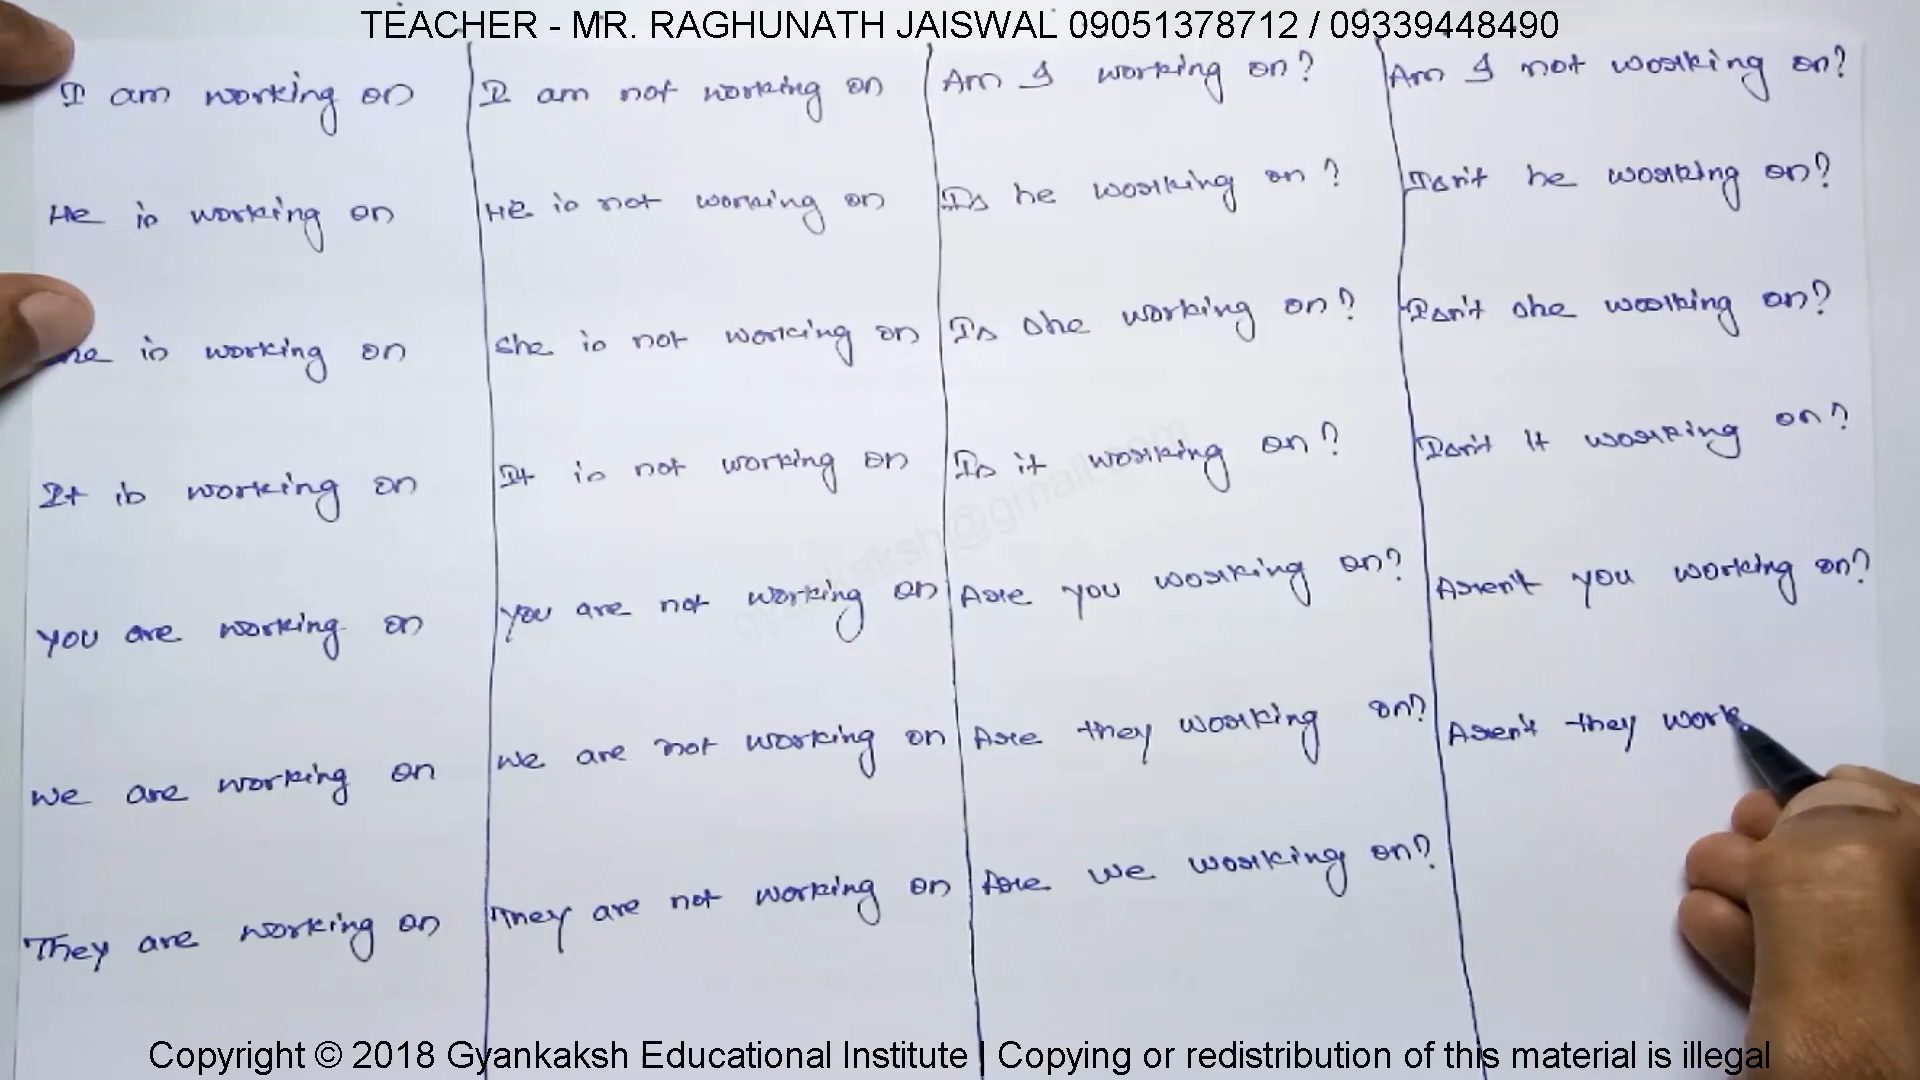 TEACHER - MR. RAGHUNATH JAISWAL 09051378712 / 09339448490
I am working on
He is working on
he is working on
It is working on
You are working on
We are working on
They are working on
I am not working on
He is not working on
She is not working on
It is not working on
You are not working on
We are not working on
They are not working on
Am I working on?
Is he working on?
Is she working on?
Is it working on?
Are you working on?
Are they working on?
Are we working on?
Am I not working on?
Isn't he working on?
Isn't she working on?
Isn't it working on?
Aren't you working on?
Aren't they work
gyankaksh@gmail.com
Copyright © 2018 Gyankaksh Educational Institute | Copying or redistribution of this material is illegal